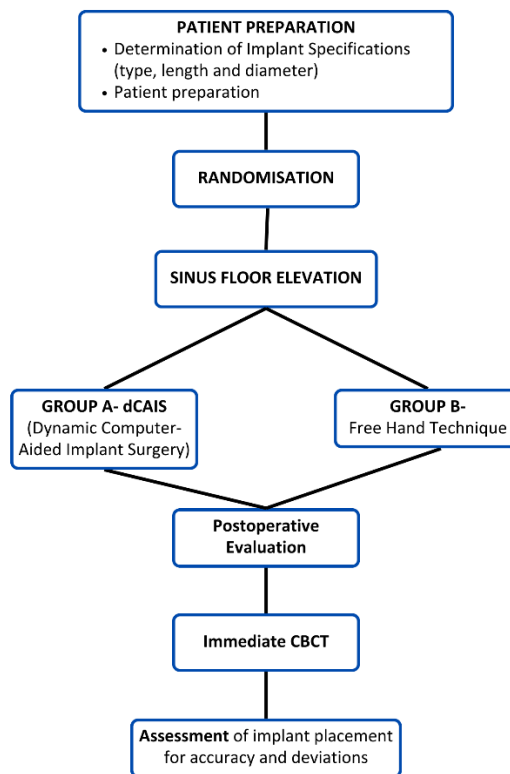 PATIENT PREPARATION
• Determination of Implant Specifications
(type, length and diameter)
• Patient preparation
RANDOMISATION
SINUS FLOOR ELEVATION
GROUP A- dCAIS
(Dynamic Computer-
Aided Implant Surgery)
GROUP B-
Free Hand Technique
Postoperative
Evaluation
Immediate CBCT
Assessment of implant placement
for accuracy and deviations